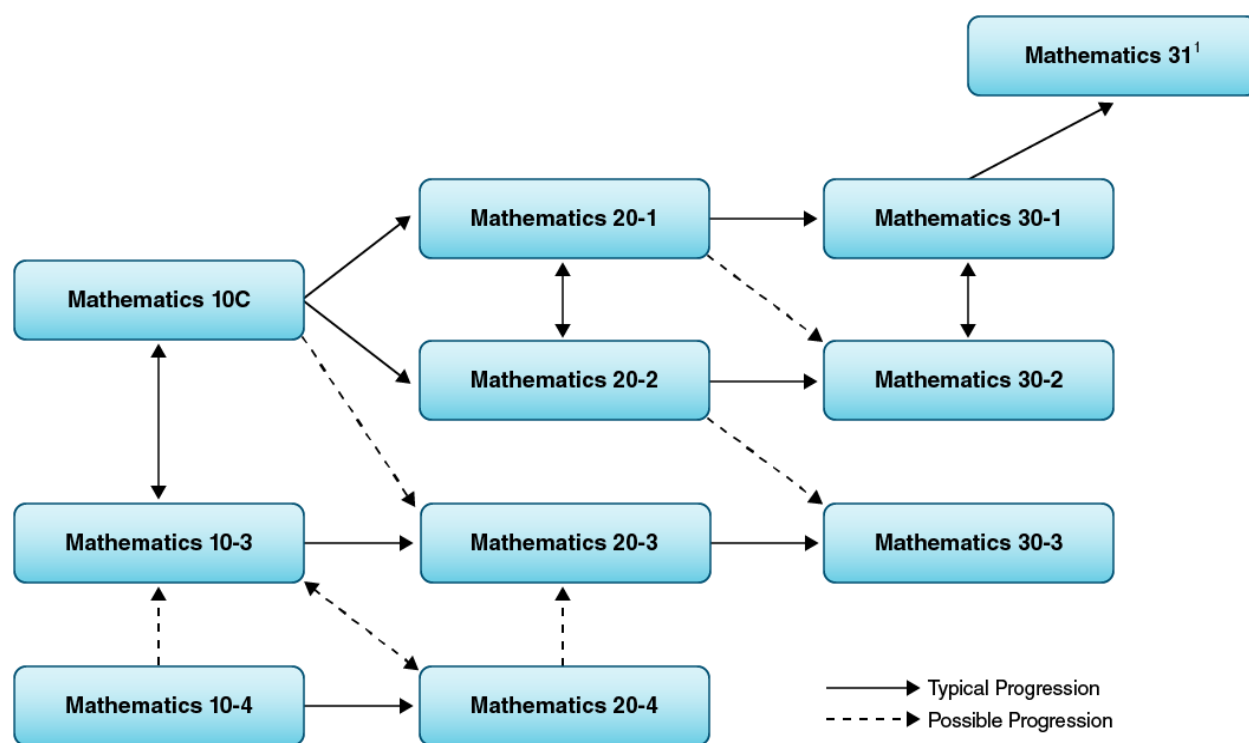 Mathematics 31¹
Mathematics 20-1
Mathematics 30-1
Mathematics 10C
Mathematics 20-2
Mathematics 30-2
Mathematics 10-3
Mathematics 20-3
Mathematics 30-3
Mathematics 10-4
Mathematics 20-4
Typical Progression
Possible Progression